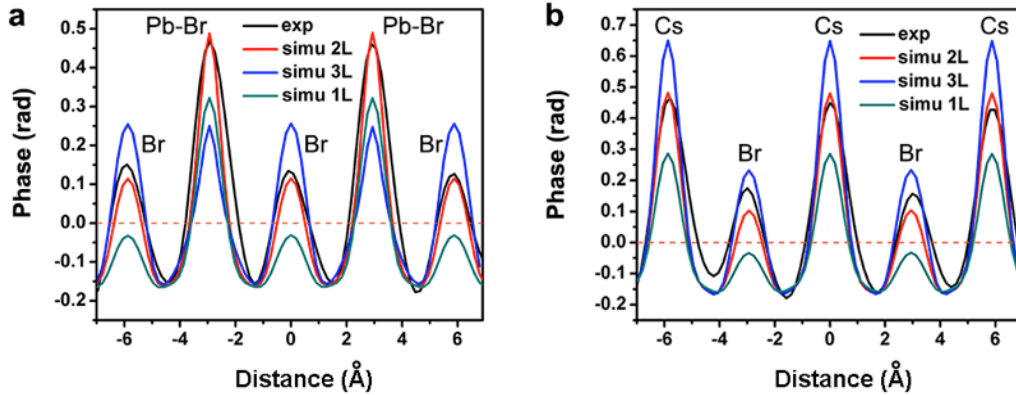 a
Pb-Br
Pb-Br
exp
simu 2L
simu 3L
simu 1L
Br
Br
Br
0.5
0.4
0.3
0.2
0.1
0.0
-0.1
-0.2
Phase (rad)
-6
-4
-2
0
2
4
6
Distance (Å)
b
Cs
Cs
Cs
exp
simu 2L
simu 3L
simu 1L
Br
Br
0.7
0.6
0.5
0.4
0.3
0.2
0.1
0.0
-0.1
-0.2
Phase (rad)
-6
-4
-2
0
2
4
6
Distance (Å)